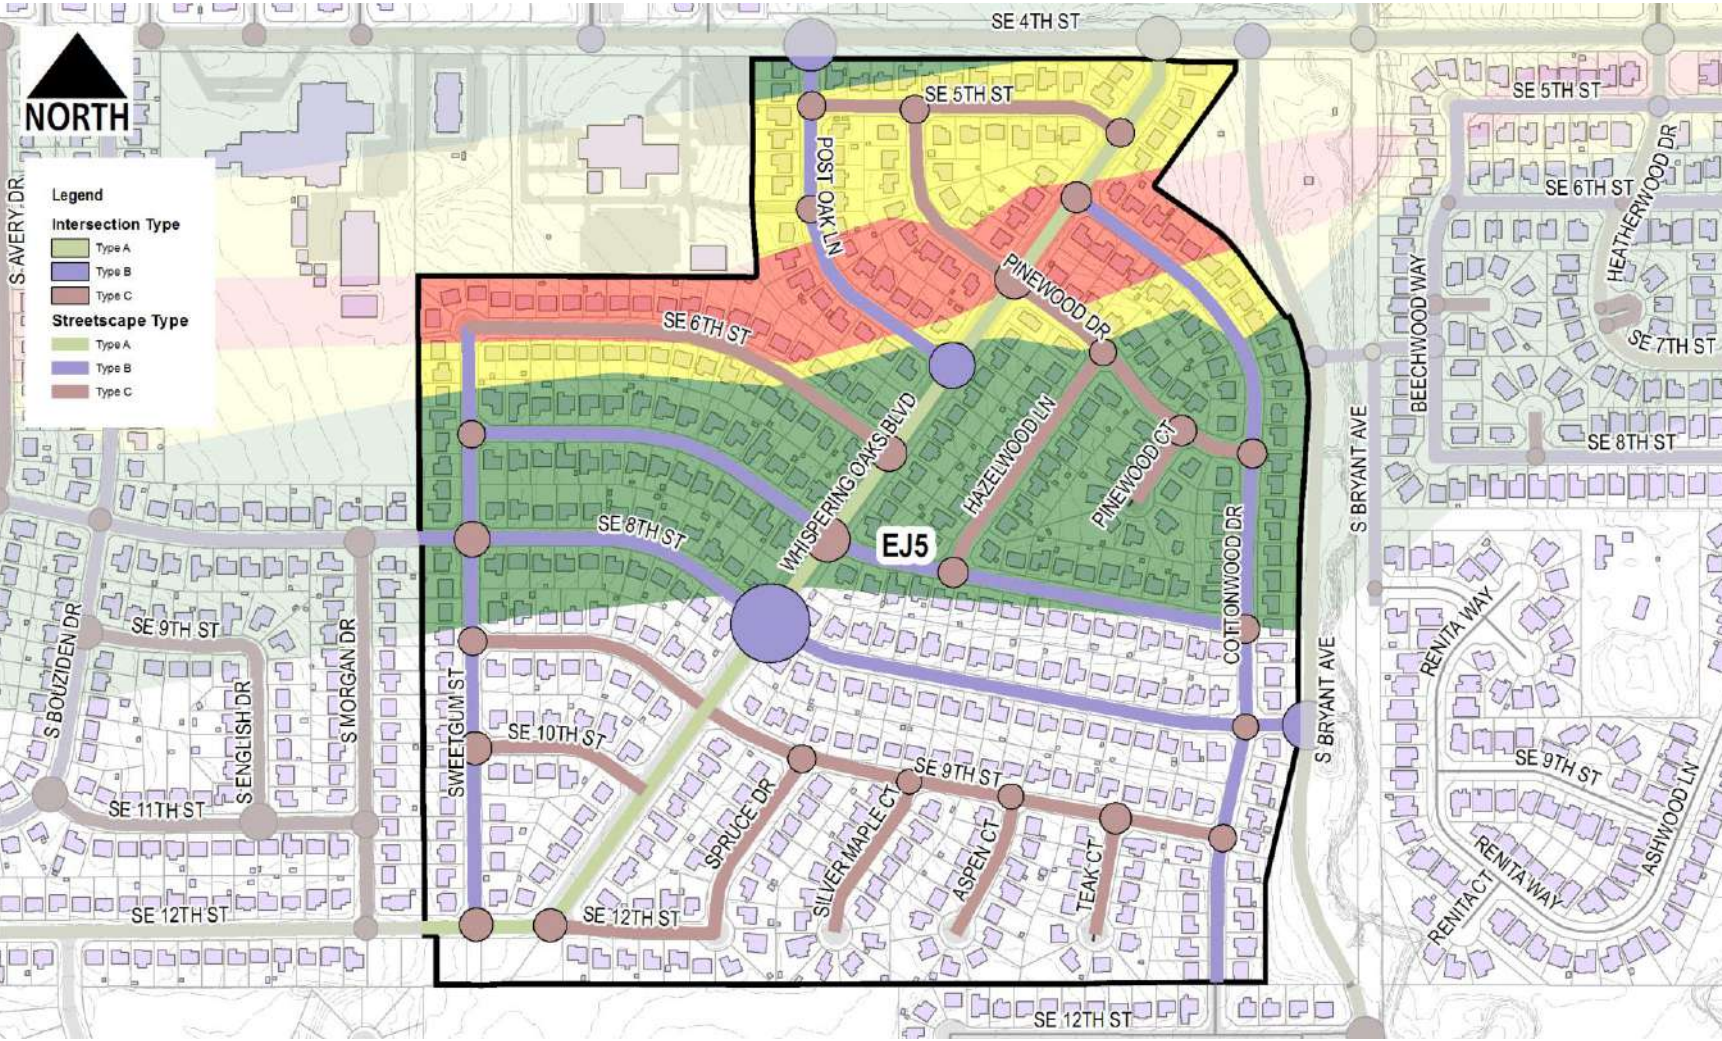 SE 4TH ST
NORTH
SE 5TH ST
SE 5TH ST
POST OAK LN
HEATHERWOOD DR
S AVERY DR
Legend
Intersection Type
Type A
Type B
Type C
Streetscape Type
Type A
Type B
Type C
SE 6TH ST
PINEWOOD DR
SE 6TH ST
SE 7TH ST
BEECHWOOD WAY
WHISPERING OAKS BLVD
HAZELWOOD LN
PINEWOOD CT
S BRYANT AVE
SE 8TH ST
SE 8TH ST
EJ5
COTTONWOOD DR
S BOUZIDEN DR
SE 9TH ST
S MORGAN DR
S ENGLISH DR
SWEETGUM ST
RENITA WAY
S BRYANT AVE
SE 10TH ST
SE 9TH ST
SE 9TH ST
SE 11TH ST
SPRUCE DR
SILVER MAPLE CT
ASPEN CT
TEAK CT
ASHWOOD LN
RENITA WAY
RENITA CT
SE 12TH ST
SE 12TH ST
SE 12TH ST